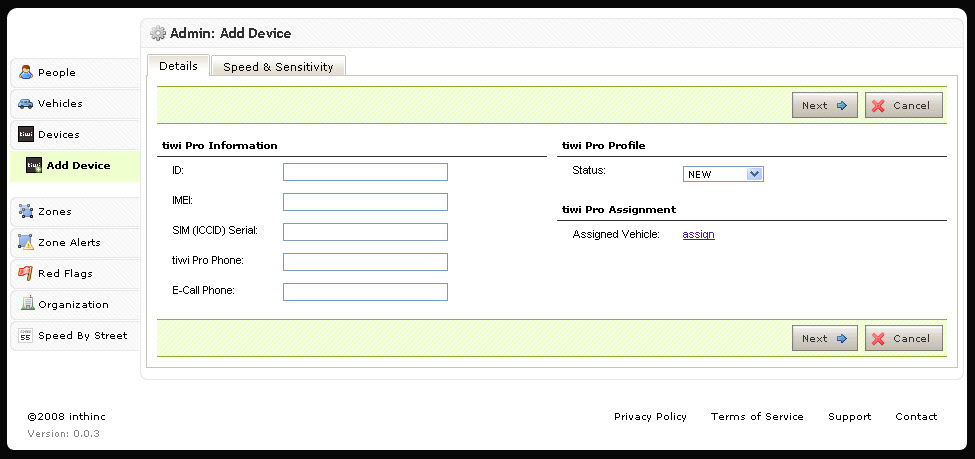 Admin: Add Device
People
Vehicles
tiwi Devices
tiwi Add Device
Zones
Zone Alerts
Red Flags
Organization
55 Speed By Street
Details
Speed & Sensitivity
Next
Cancel
tiwi Pro Information
ID:
IMEI:
SIM (ICCID) Serial:
tiwi Pro Phone:
E-Call Phone:
tiwi Pro Profile
Status: NEW
tiwi Pro Assignment
Assigned Vehicle: assign
Next
Cancel
©2008 inthinc
Version: 0.0.3
Privacy Policy
Terms of Service
Support
Contact